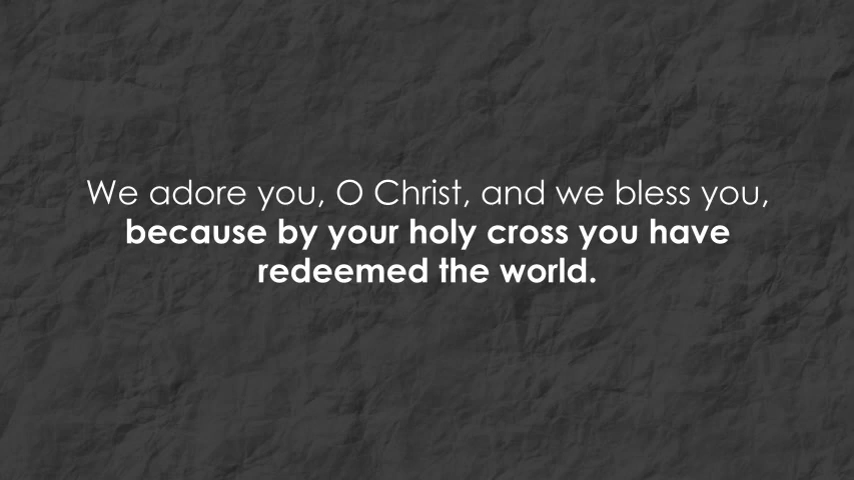 We adore you, O Christ, and we bless you,
because by your holy cross you have
redeemed the world.